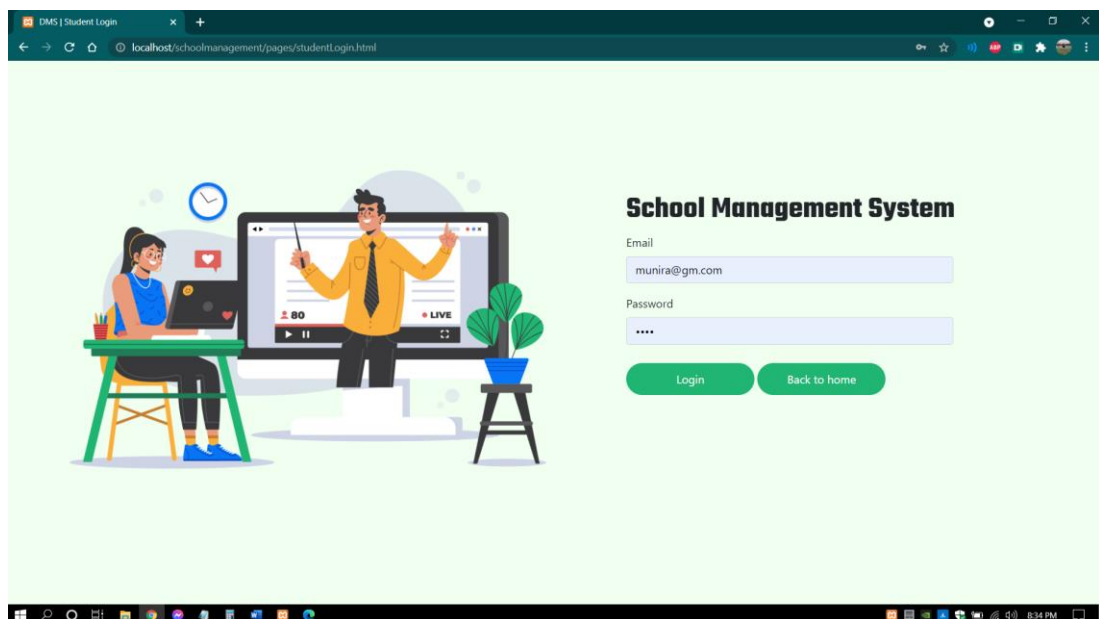 DMS | Student Login
localhost/schoolmanagement/pages/studentLogin.html
ABP
School Management System
Email
munira@gm.com
Password
••••
80
LIVE
Login
Back to home
8:34 PM